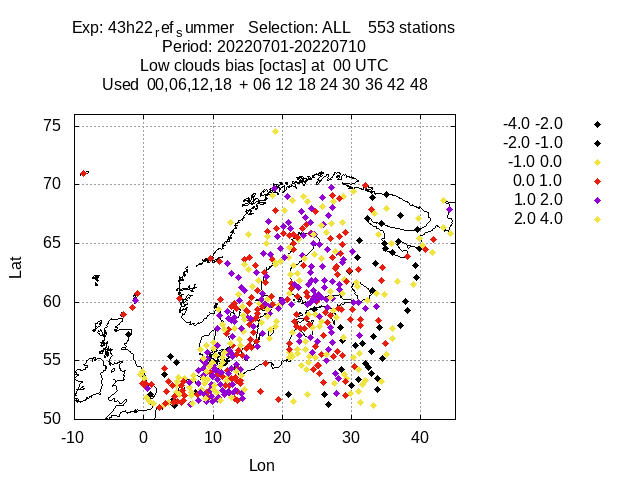 Exp: 43h22refsummer   Selection: ALL    553 stations
Period: 20220701-20220710
Low clouds bias [octas] at  00 UTC
Used  00,06,12,18  + 06 12 18 24 30 36 42 48
-4.0 -2.0
-2.0 -1.0
-1.0 0.0
0.0 1.0
1.0 2.0
2.0 4.0
75
70
65
60
55
50
Lat
-10 0 10 20 30 40
Lon